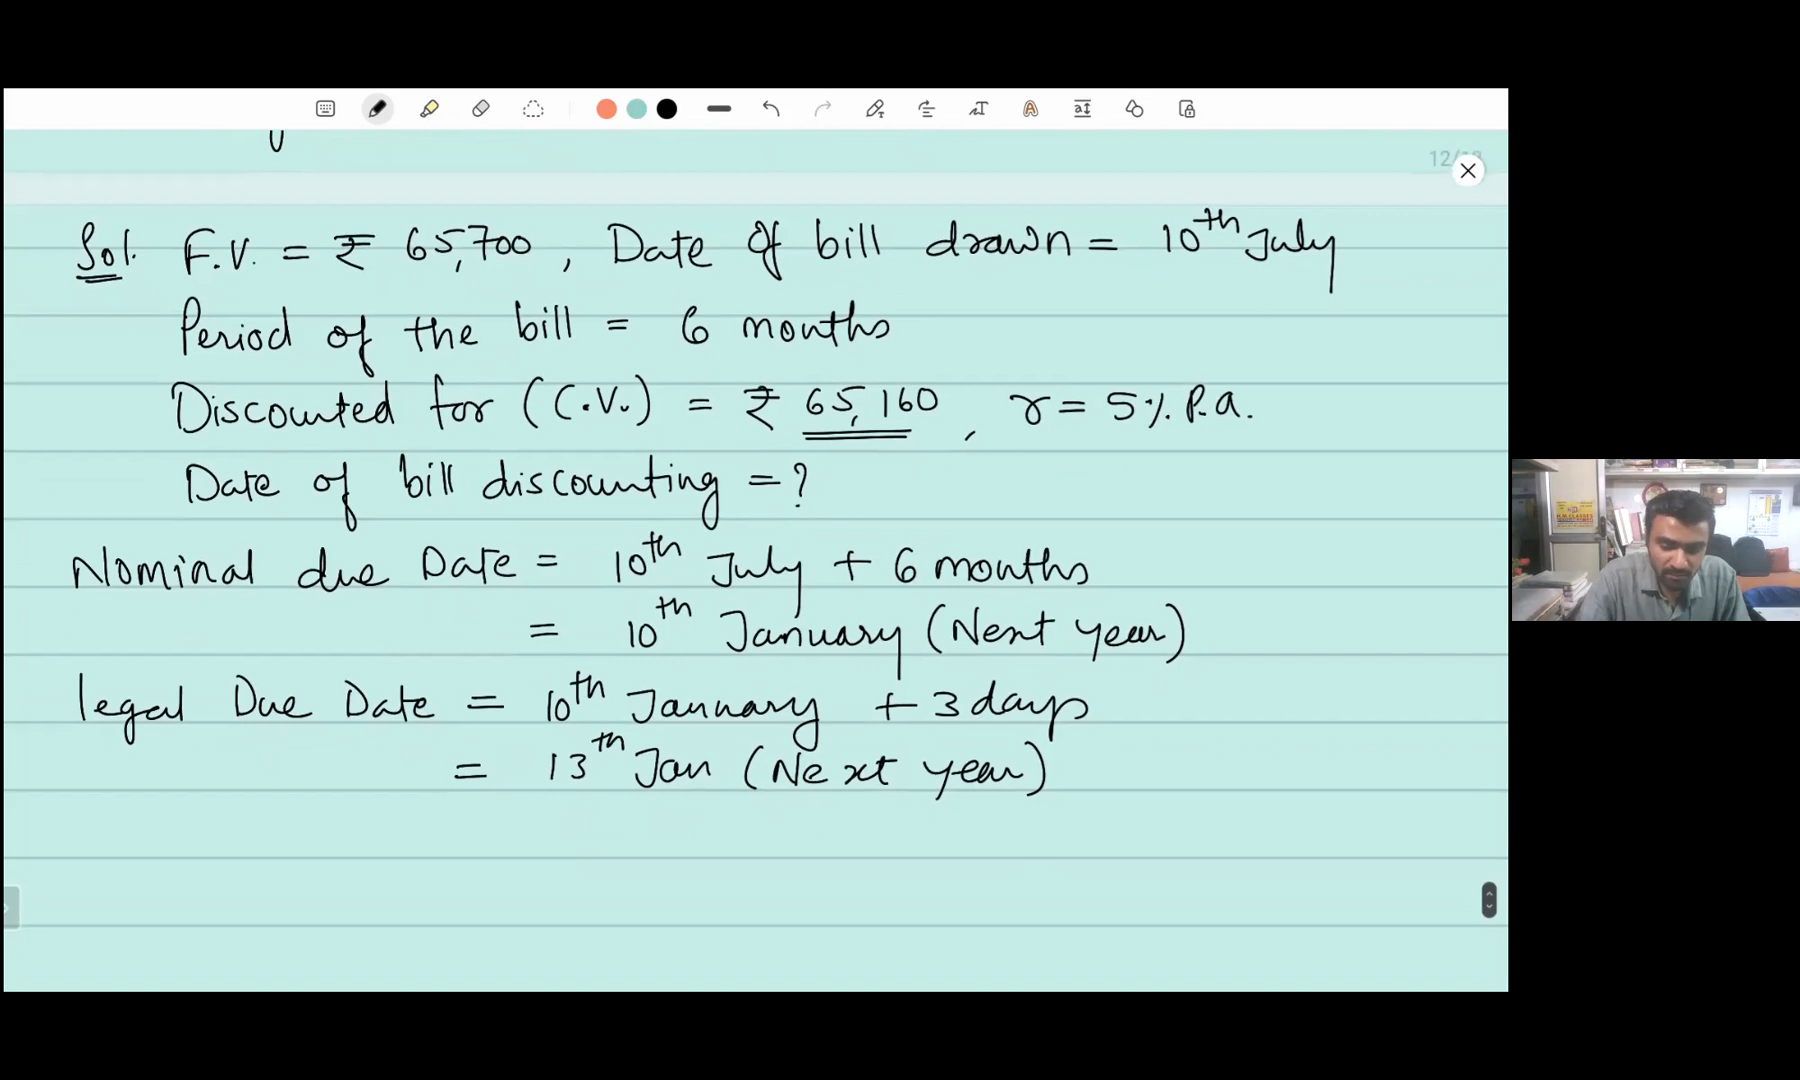 12/
Sol. F.V. = ₹ 65,700, Date of bill drawn = 10th July
Period of the bill = 6 months
Discounted for (C.V.) = ₹ 65,160, r = 5% P.a.
Date of bill discounting = ?
Nominal due Date = 10th July + 6 months
= 10th January (Next year)
legal Due Date = 10th January + 3 days
= 13th Jan (Next year)